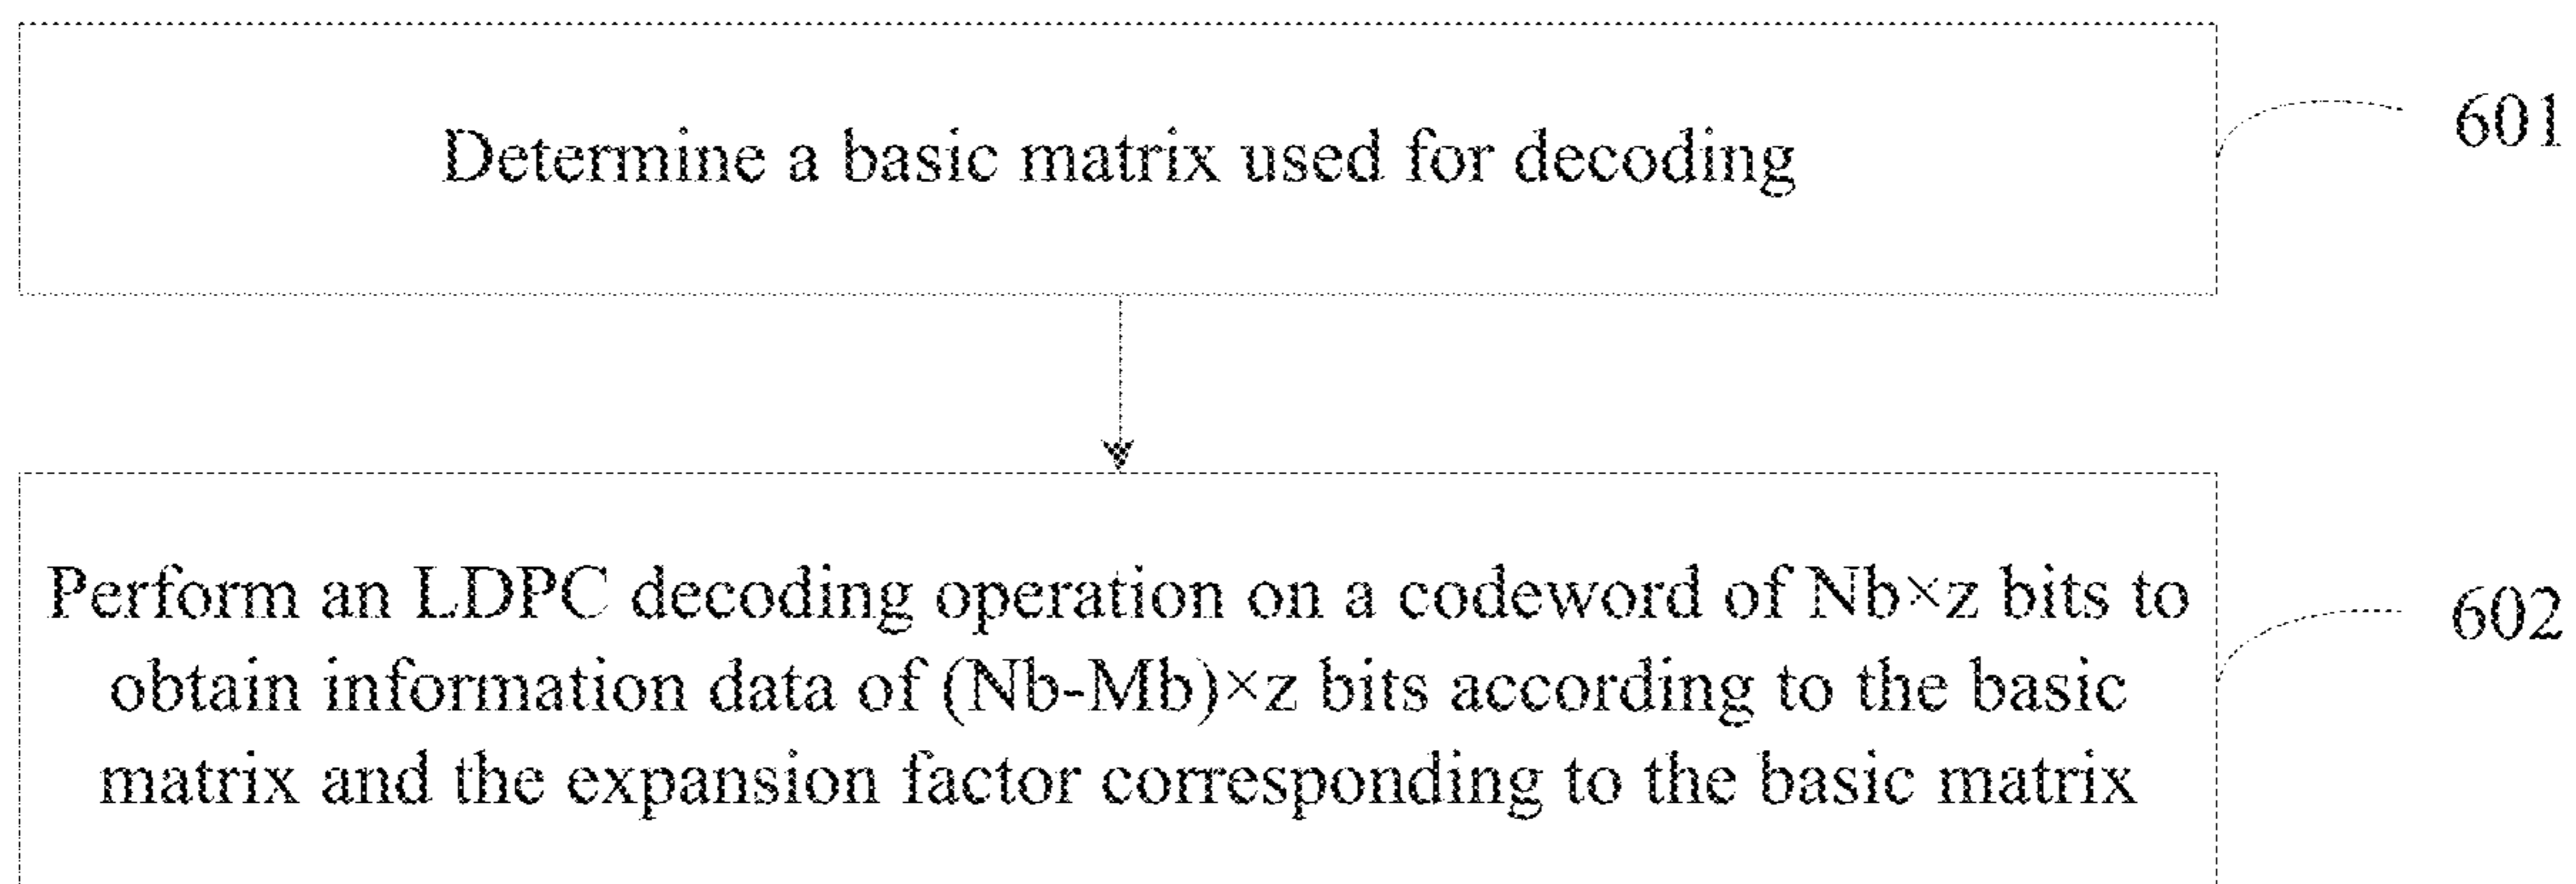 Determine a basic matrix used for decoding
601
Perform an LDPC decoding operation on a codeword of Nb×z bits to
obtain information data of (Nb-Mb)×z bits according to the basic
matrix and the expansion factor corresponding to the basic matrix
602